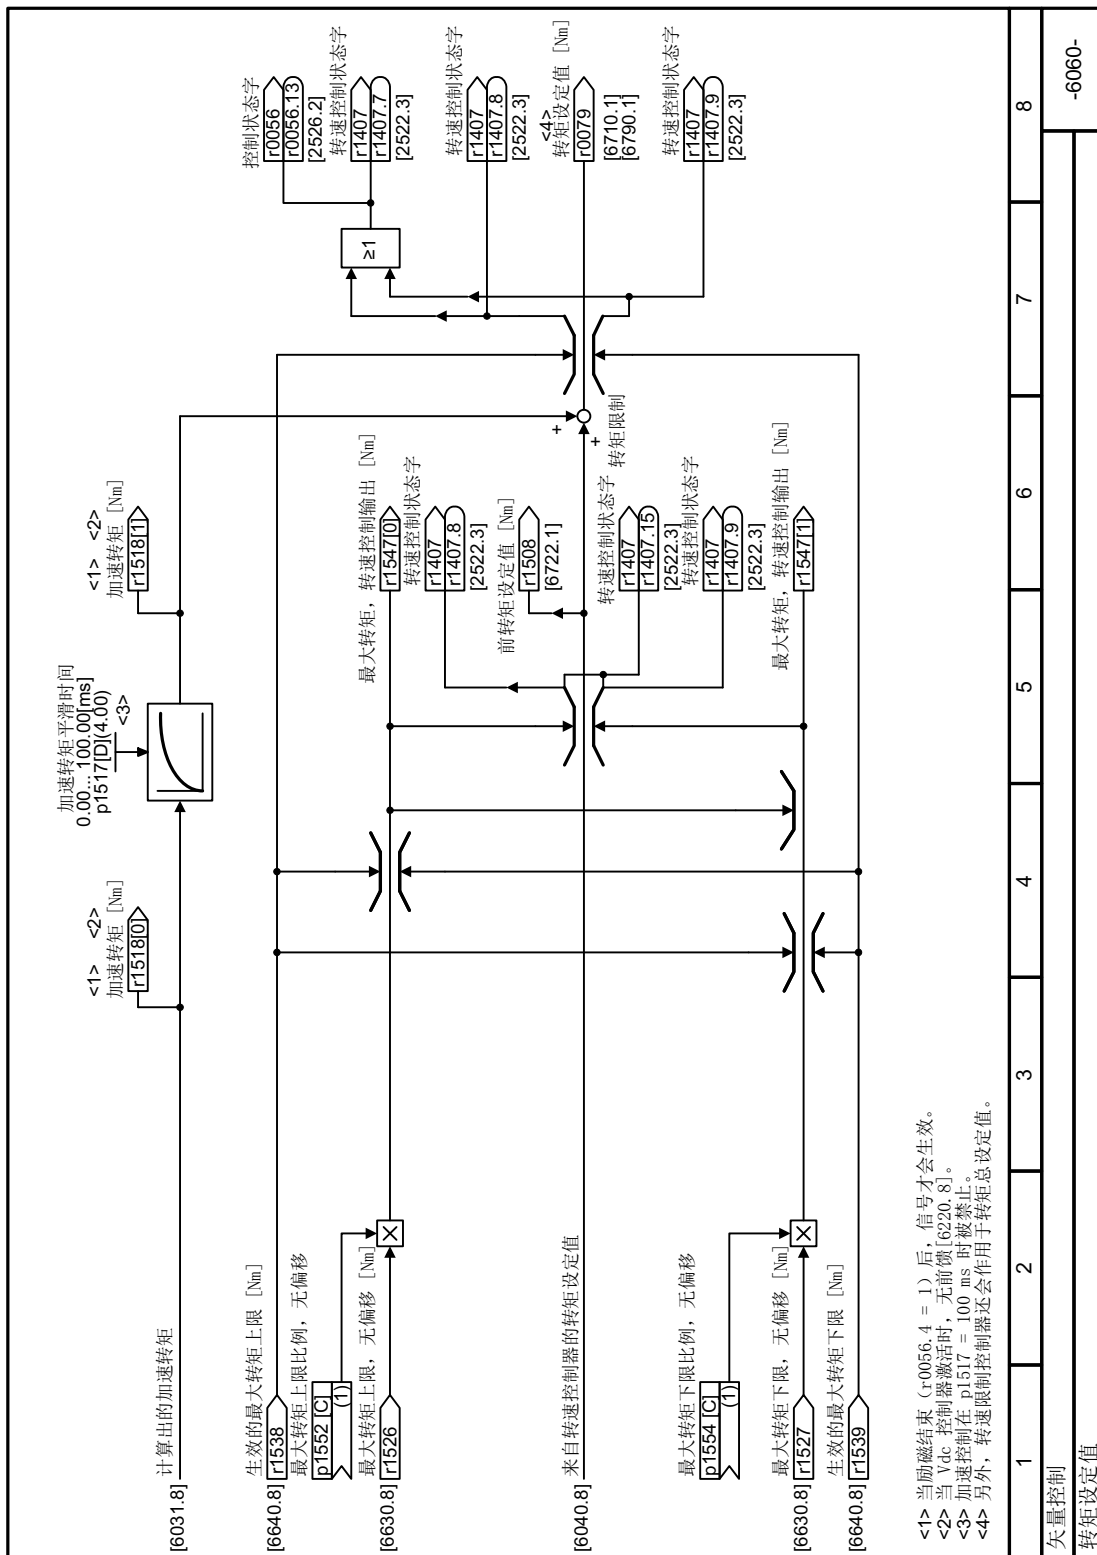 [6031.8]
计算出的加速转矩
<1> <2>
加速转矩 [Nm]
r1518[0]
加速转矩平滑时间
0.00... 100.00[ms]
p1517[D](4.00)
<3>
<1> <2>
加速转矩 [Nm]
r1518[1]
生效的最大转矩上限 [Nm]
[6640.8]
r1538
最大转矩上限比例，无偏移
p1552 [C]
(1)
最大转矩上限，无偏移 [Nm]
[6630.8]
r1526
最大转矩，转速控制输出 [Nm]
r1547[0]
转速控制状态字
r1407
r1407.8
[2522.3]
前转矩设定值 [Nm]
r1508
[6722.1]
来自转速控制器的转矩设定值
[6040.8]
转速控制状态字
r1407
r1407.15
[2522.3]
转速控制状态字
r1407
r1407.9
[2522.3]
最大转矩，转速控制输出 [Nm]
r1547[1]
最大转矩下限比例，无偏移
p1554 [C]
(1)
最大转矩下限，无偏移 [Nm]
[6630.8]
r1527
生效的最大转矩下限 [Nm]
[6640.8]
r1539
+
+
转矩限制
≥1
控制状态字
r0056
r0056.13
[2526.2]
转速控制状态字
r1407
r1407.7
[2522.3]
转速控制状态字
r1407
r1407.8
[2522.3]
<4>
转矩设定值 [Nm]
r0079
[6710.1]
[6790.1]
转速控制状态字
r1407
r1407.9
[2522.3]
<1> 当励磁结束（r0056.4 = 1）后，信号才会生效。
<2> 当 Vdc 控制器激活时，无前馈[6220.8]。
<3> 加速控制在 p1517 = 100 ms 时被禁止。
<4> 另外，转速限制控制器还会作用于转矩总设定值。
1 2 3 4 5 6 7 8
矢量控制
转矩设定值
-6060-